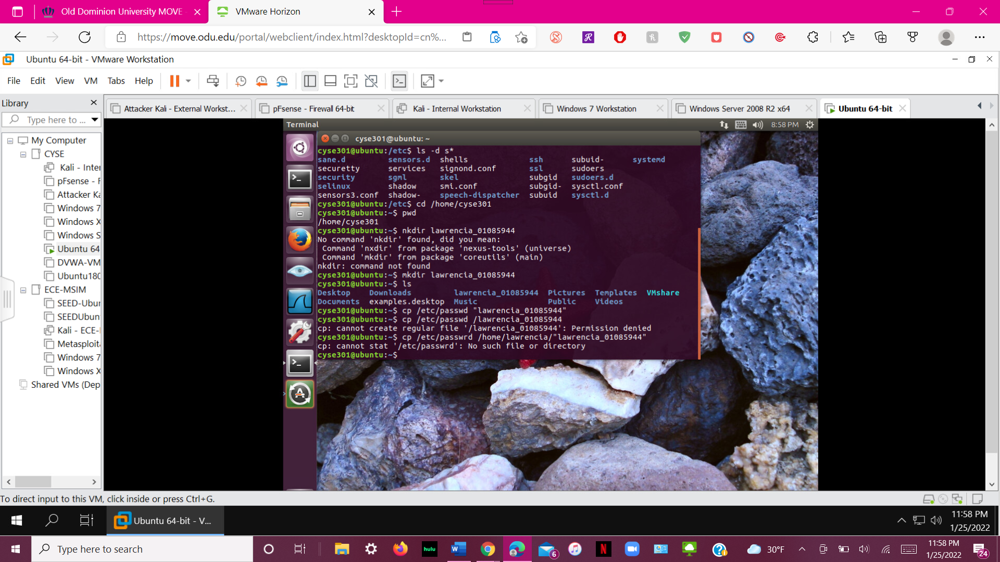 Old Dominion University MOVE
VMware Horizon
https://move.odu.edu/portal/webclient/index.html?desktopId=cn%...
Ubuntu 64-bit - VMware Workstation
File Edit View VM Tabs Help
Library
Type here to ...
Attacker Kali - External Workst...
pFsense - Firewall 64-bit
Kali - Internal Workstation
Windows 7 Workstation
Windows Server 2008 R2 x64
Ubuntu 64-bit
My Computer
CYSE
Kali - Inter
pFsense - F
Attacker Ka
Windows 7
Windows X
Windows S
Ubuntu 64
DVWA-VM
Ubuntu180
ECE-MSIM
SEED-Ubur
SEEDUbun
Kali - ECE-I
Metasploita
Windows 7
Windows X
Shared VMs (Dep
Terminal
8:58 PM
cyse301@ubuntu: ~
cyse301@ubuntu:/etc$ ls -d s*
sane.d sensors.d shells ssh subuid- systemd
securetty services signond.conf ssl sudoers
security sgml skel subgid sudoers.d
selinux shadow smi.conf subgid- sysctl.conf
sensors3.conf shadow- speech-dispatcher subuid sysctl.d
cyse301@ubuntu:/etc$ cd /home/cyse301
cyse301@ubuntu:~$ pwd
/home/cyse301
cyse301@ubuntu:~$ nkdir lawrencia_01085944
No command 'nkdir' found, did you mean:
Command 'nxdir' from package 'nexus-tools' (universe)
Command 'mkdir' from package 'coreutils' (main)
nkdir: command not found
cyse301@ubuntu:~$ mkdir lawrencia_01085944
cyse301@ubuntu:~$ ls
Desktop Downloads lawrencia_01085944 Pictures Templates VMshare
Documents examples.desktop Music Public Videos
cyse301@ubuntu:~$ cp /etc/passwd "lawrencia_01085944"
cyse301@ubuntu:~$ cp /etc/passwd /lawrencia_01085944
cp: cannot create regular file '/lawrencia_01085944': Permission denied
cyse301@ubuntu:~$ cp /etc/passwrd /home/lawrencia/"lawrencia_01085944"
cp: cannot stat '/etc/passwrd': No such file or directory
cyse301@ubuntu:~$
To direct input to this VM, click inside or press Ctrl+G.
Ubuntu 64-bit - V...
11:58 PM
1/25/2022
Type here to search
hulu
W
6
N
30°F
11:58 PM
1/25/2022
24